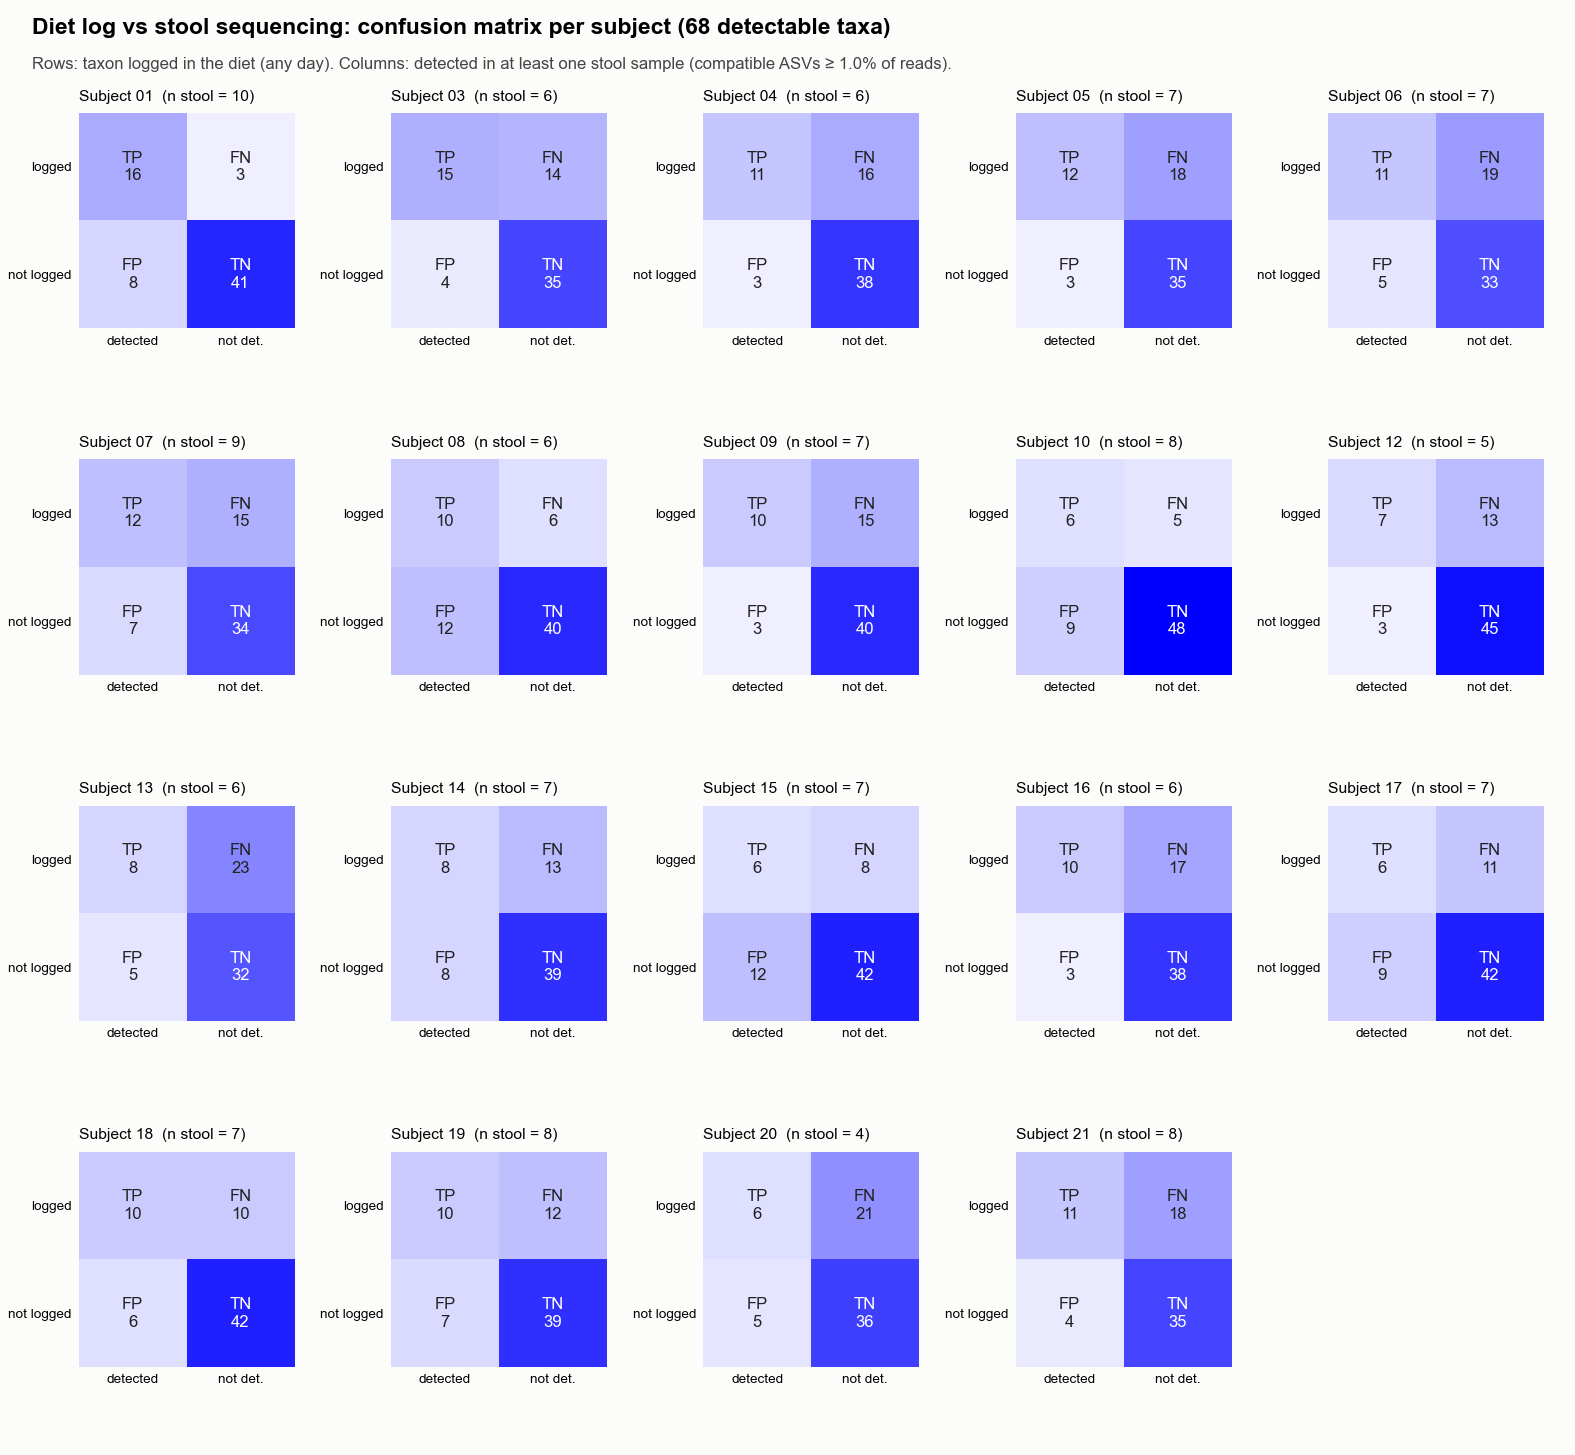 Diet log vs stool sequencing: confusion matrix per subject (68 detectable taxa)
Rows: taxon logged in the diet (any day). Columns: detected in at least one stool sample (compatible ASVs ≥ 1.0% of reads).
Subject 01 (n stool = 10)
logged
TP
16
FN
3
not logged
FP
8
TN
41
detected
not det.
Subject 03 (n stool = 6)
logged
TP
15
FN
14
not logged
FP
4
TN
35
detected
not det.
Subject 04 (n stool = 6)
logged
TP
11
FN
16
not logged
FP
3
TN
38
detected
not det.
Subject 05 (n stool = 7)
logged
TP
12
FN
18
not logged
FP
3
TN
35
detected
not det.
Subject 06 (n stool = 7)
logged
TP
11
FN
19
not logged
FP
5
TN
33
detected
not det.
Subject 07 (n stool = 9)
logged
TP
12
FN
15
not logged
FP
7
TN
34
detected
not det.
Subject 08 (n stool = 6)
logged
TP
10
FN
6
not logged
FP
12
TN
40
detected
not det.
Subject 09 (n stool = 7)
logged
TP
10
FN
15
not logged
FP
3
TN
40
detected
not det.
Subject 10 (n stool = 8)
logged
TP
6
FN
5
not logged
FP
9
TN
48
detected
not det.
Subject 12 (n stool = 5)
logged
TP
7
FN
13
not logged
FP
3
TN
45
detected
not det.
Subject 13 (n stool = 6)
logged
TP
8
FN
23
not logged
FP
5
TN
32
detected
not det.
Subject 14 (n stool = 7)
logged
TP
8
FN
13
not logged
FP
8
TN
39
detected
not det.
Subject 15 (n stool = 7)
logged
TP
6
FN
8
not logged
FP
12
TN
42
detected
not det.
Subject 16 (n stool = 6)
logged
TP
10
FN
17
not logged
FP
3
TN
38
detected
not det.
Subject 17 (n stool = 7)
logged
TP
6
FN
11
not logged
FP
9
TN
42
detected
not det.
Subject 18 (n stool = 7)
logged
TP
10
FN
10
not logged
FP
6
TN
42
detected
not det.
Subject 19 (n stool = 8)
logged
TP
10
FN
12
not logged
FP
7
TN
39
detected
not det.
Subject 20 (n stool = 4)
logged
TP
6
FN
21
not logged
FP
5
TN
36
detected
not det.
Subject 21 (n stool = 8)
logged
TP
11
FN
18
not logged
FP
4
TN
35
detected
not det.